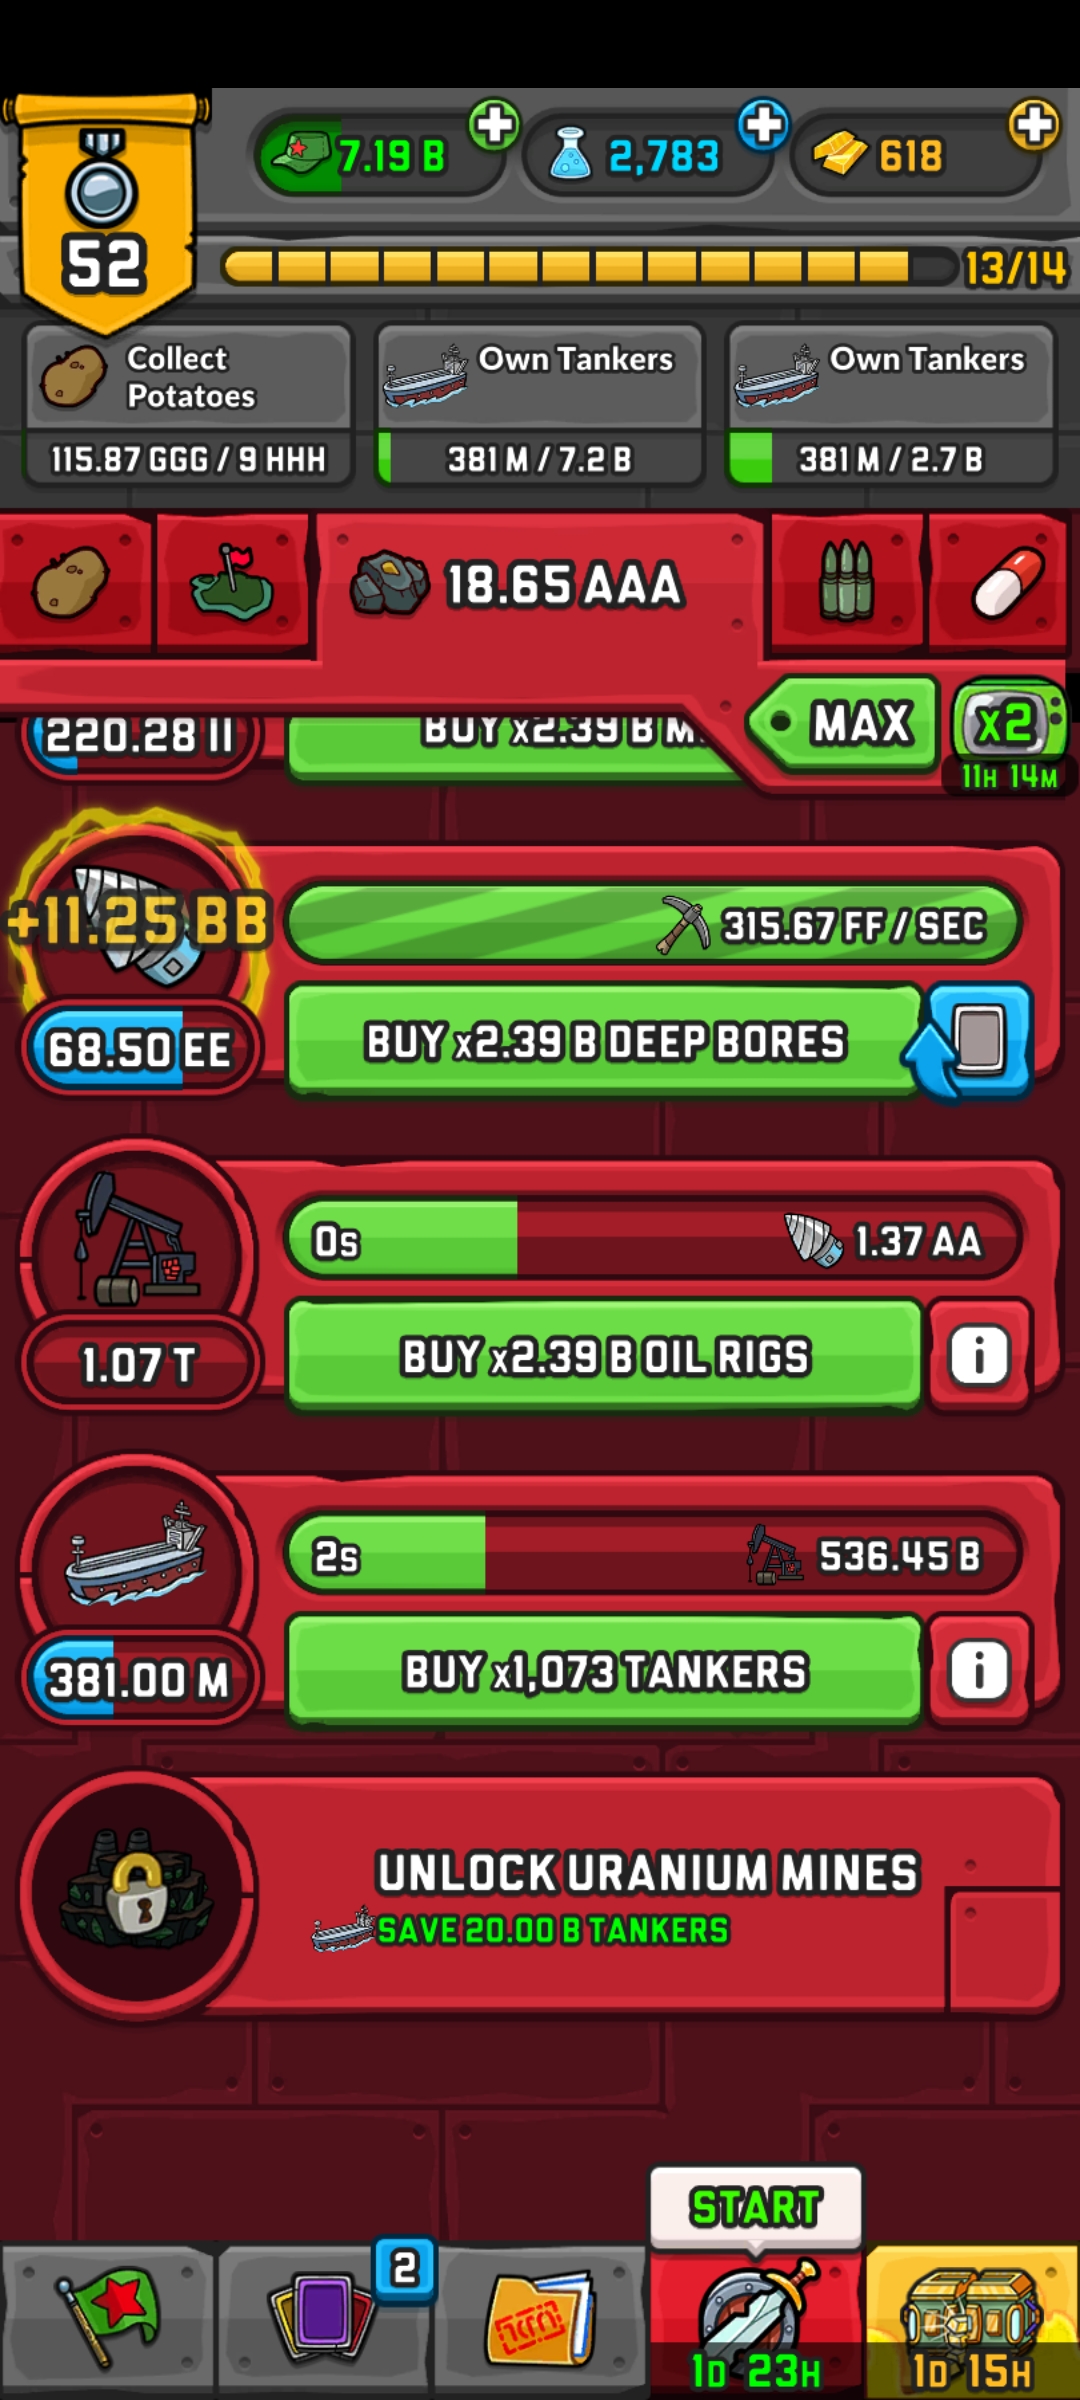 52
7.19 B
2,783
618
13/14
Collect
Potatoes
115.87 GGG / 9 HHH
Own Tankers
381 M / 7.2 B
Own Tankers
381 M / 2.7 B
18.65 AAA
MAX
x2
11H 14M
220.28 II
BUY x2.39 B M
+11.25 BB
315.67 FF / SEC
68.50 EE
BUY x2.39 B DEEP BORES
0s
1.37 AA
1.07 T
BUY x2.39 B OIL RIGS
i
2s
536.45 B
381.00 M
BUY x1,073 TANKERS
i
UNLOCK URANIUM MINES
SAVE 20.00 B TANKERS
START
2
1D 23H
1D 15H